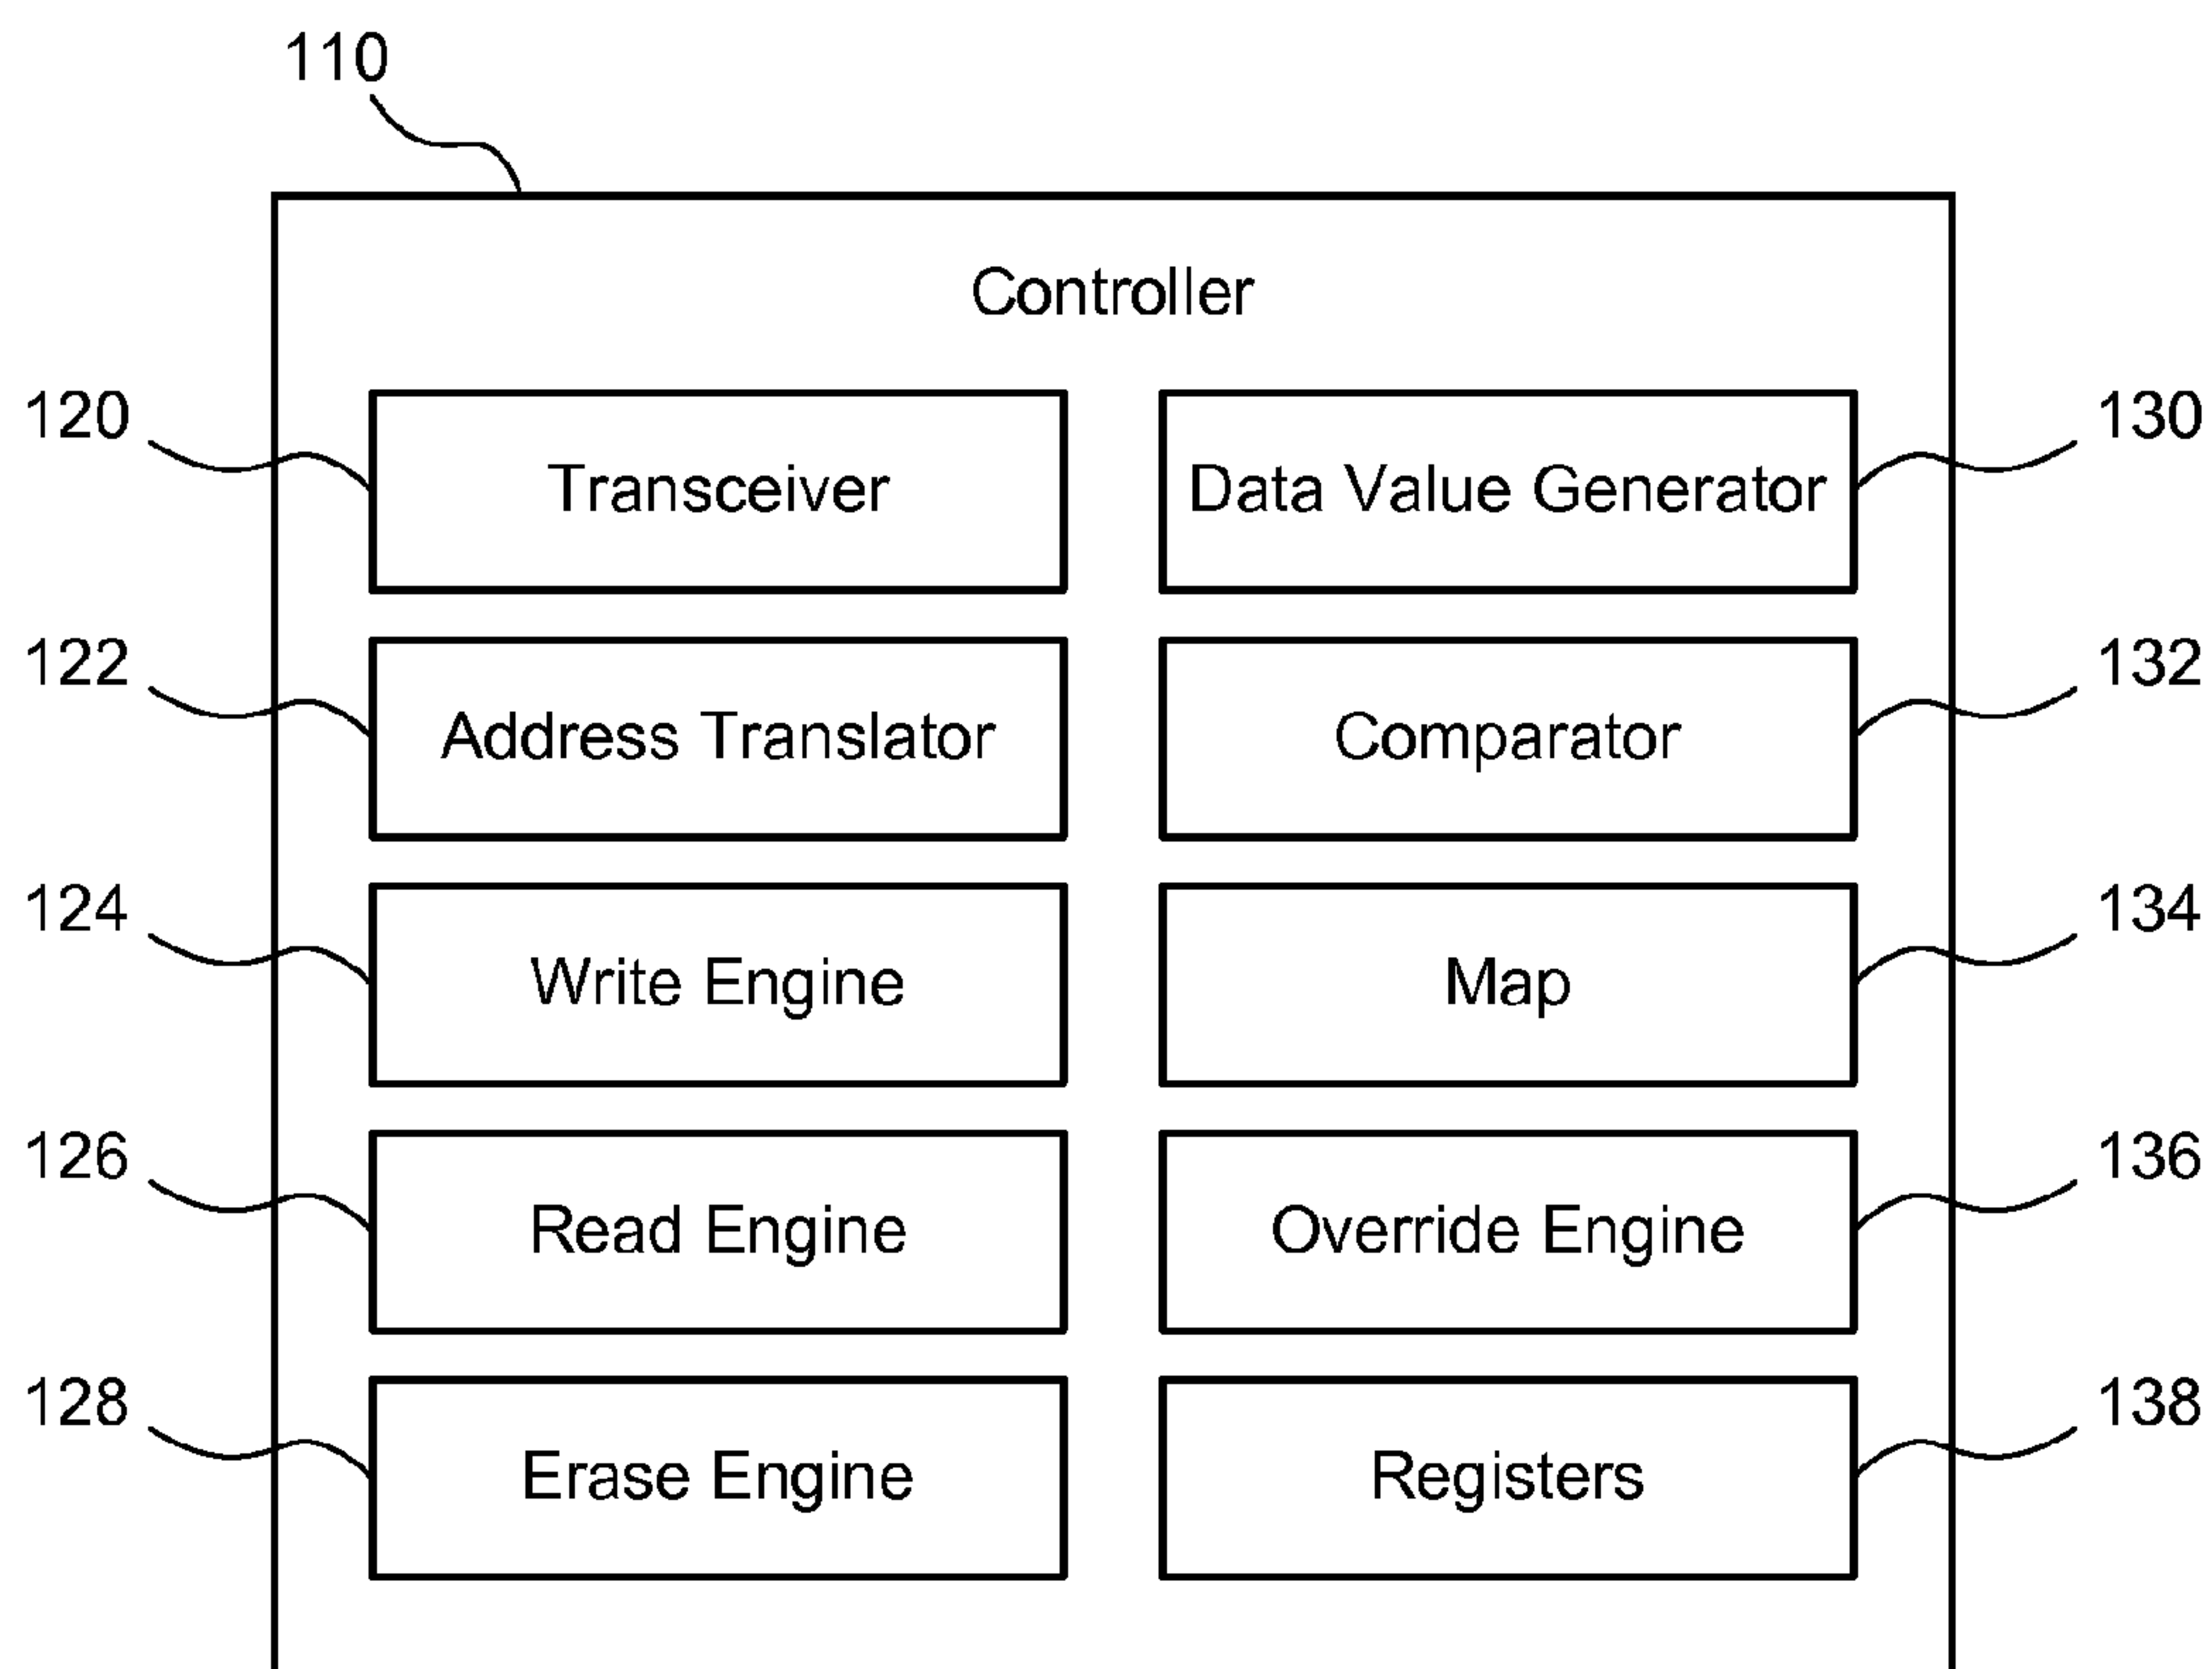 110
Controller
120
Transceiver
Data Value Generator
130
122
Address Translator
Comparator
132
124
Write Engine
Map
134
126
Read Engine
Override Engine
136
128
Erase Engine
Registers
138